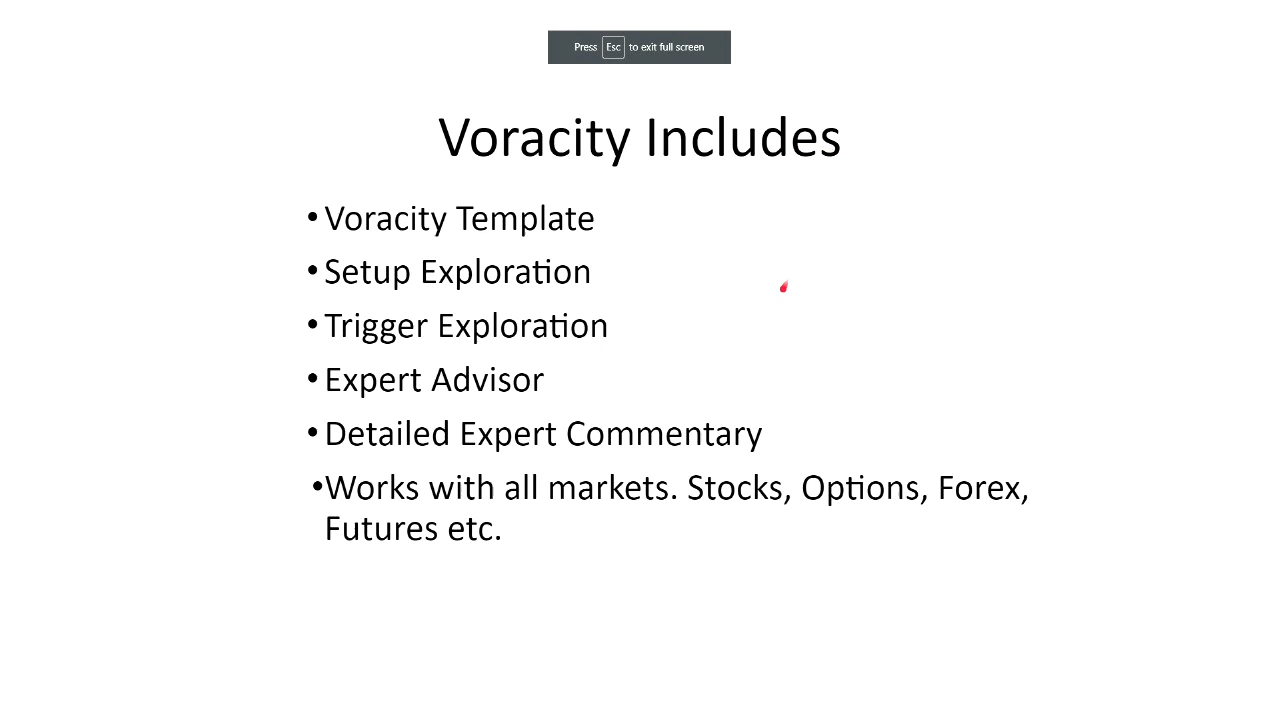 Press Esc to exit full screen
Voracity Includes
• Voracity Template
• Setup Exploration
• Trigger Exploration
• Expert Advisor
• Detailed Expert Commentary
•Works with all markets. Stocks, Options, Forex,
Futures etc.